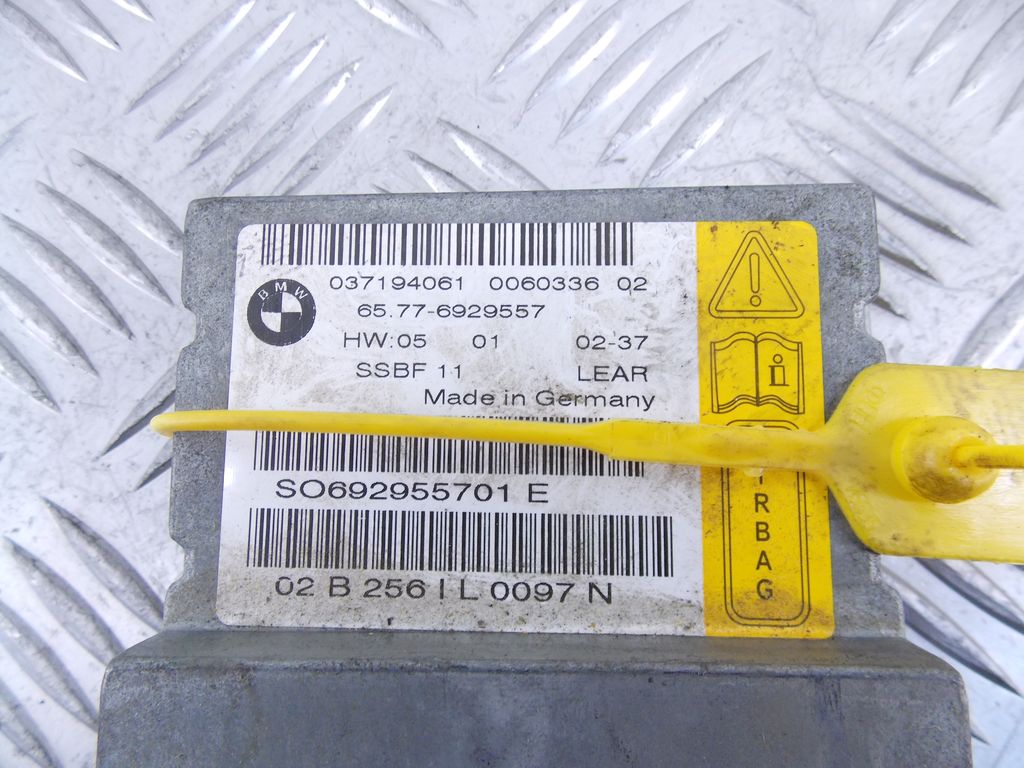 037194061 0060336 02
BMW
65.77-6929557
HW:05 01 02-37
SSBF 11 LEAR
Made in Germany
SO692955701 E
02 B 256 I L 0097 N
i
RBAG